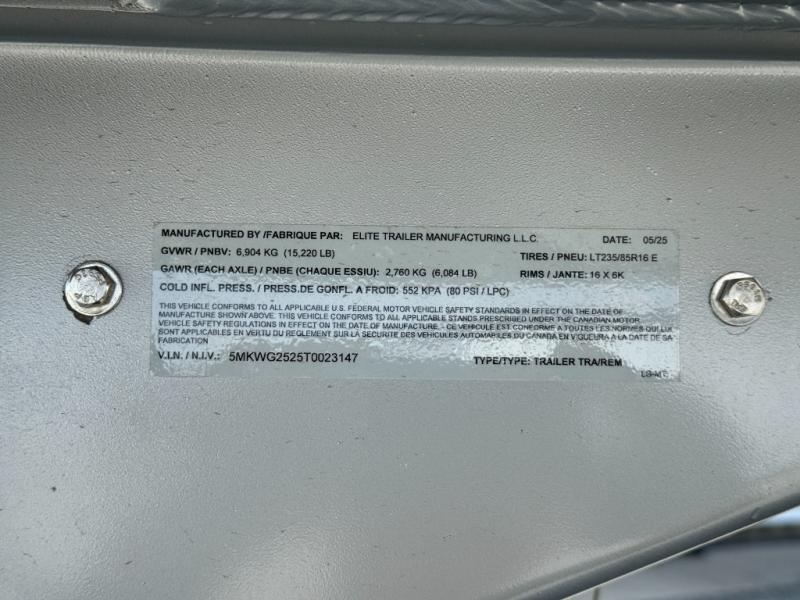 MANUFACTURED BY /FABRIQUE PAR: ELITE TRAILER MANUFACTURING L.L.C. DATE: 05/25
GVWR / PNBV: 6,904 KG (15,220 LB) TIRES / PNEU: LT235/85R16 E
GAWR (EACH AXLE) / PNBE (CHAQUE ESSIU): 2,760 KG (6,084 LB) RIMS / JANTE: 16 X 6K
COLD INFL. PRESS. / PRESS.DE GONFL. A FROID: 552 KPA (80 PSI / LPC)
THIS VEHICLE CONFORMS TO ALL APPLICABLE U.S. FEDERAL MOTOR VEHICLE SAFETY STANDARDS IN EFFECT ON THE DATE OF
MANUFACTURE SHOWN ABOVE. THIS VEHICLE CONFORMS TO ALL APPLICABLE STANDARDS PRESCRIBED UNDER THE CANADIAN MOTOR
VEHICLE SAFETY REGULATIONS IN EFFECT ON THE DATE OF MANUFACTURE. - CE VEHICULE EST CONFORME A TOUTES LES NORMES QUI LUI
SONT APPLICABLES EN VERTU DU REGLEMENT SUR LA SECURITE DES VEHICULES AUTOMOBILES DU CANADA EN VIGUEUR A LA DATE DE SA
FABRICATION
V.I.N. / N.I.V.: 5MKWG2525T0023147 TYPE/TYPE: TRAILER TRA/REM